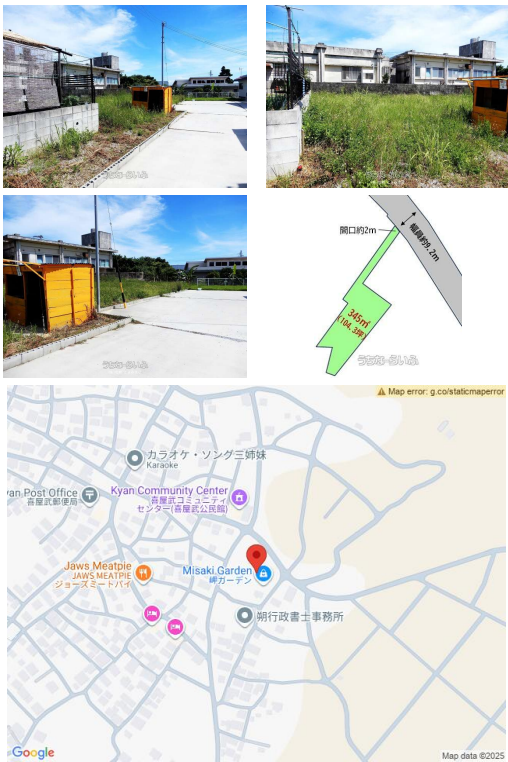 うちな～らいふ
うちな～らいふ
うちな～らいふ
間口約2m
幅員約9.2m
345㎡
(104.3坪)
うちな～らいふ
Map error: g.co/staticmaperror
カラオケ・ソング三姉妹
Karaoke
yan Post Office
喜屋武郵便局
Kyan Community Center
喜屋武コミュニティ
センター(喜屋武公民館)
Jaws Meatpie
JAWS MEATPIE
ジョーズミートパイ
Misaki Garden
岬ガーデン
朝行政書士事務所
Google
Map data ©2025